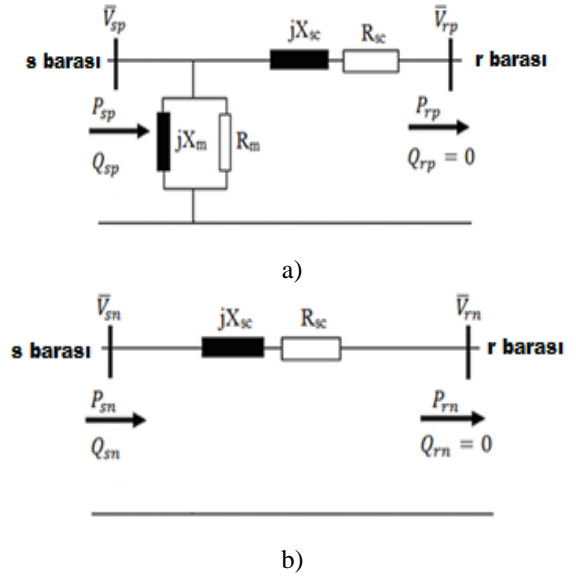 V̄sp jXsc Rsc V̄rp
s barası r barası
Psp Prp
Qsp jXm Rm Qrp = 0
a)
V̄sn jXsc Rsc V̄rn
s barası r barası
Psn Prn
Qsn Qrn = 0
b)